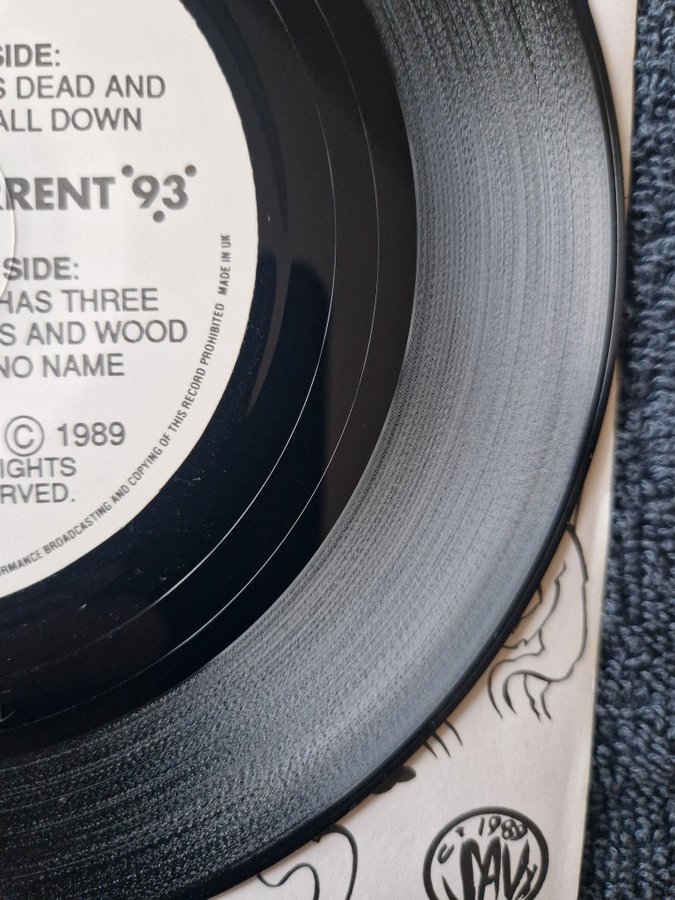 SIDE:
S DEAD AND
ALL DOWN
RRENT '93'
SIDE:
HAS THREE
S AND WOOD
NO NAME
© 1989
IGHTS
RVED.
RMANCE BROADCASTING AND COPYING OF THIS RECORD PROHIBITED MADE IN UK
1989